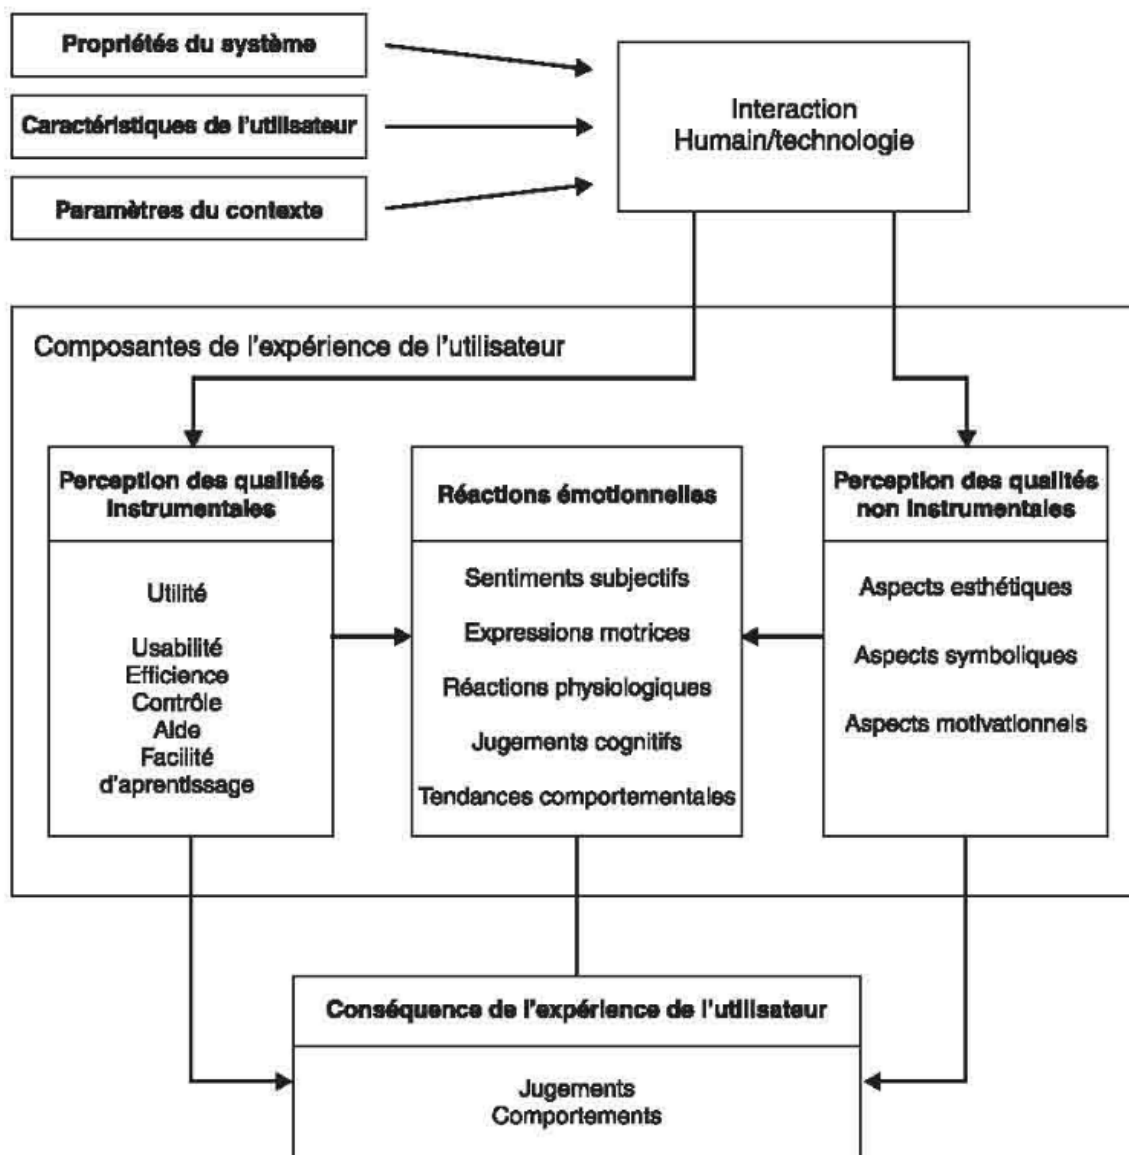 Propriétés du système
Caractéristiques de l'utilisateur
Paramètres du contexte
Interaction
Humain/technologie
Composantes de l'expérience de l'utilisateur
Perception des qualités
instrumentales
Utilité
Usabilité
Efficience
Contrôle
Aide
Facilité
d'aprentissage
Réactions émotionnelles
Sentiments subjectifs
Expressions motrices
Réactions physiologiques
Jugements cognitifs
Tendances comportementales
Perception des qualités
non instrumentales
Aspects esthétiques
Aspects symboliques
Aspects motivationnels
Conséquence de l'expérience de l'utilisateur
Jugements
Comportements